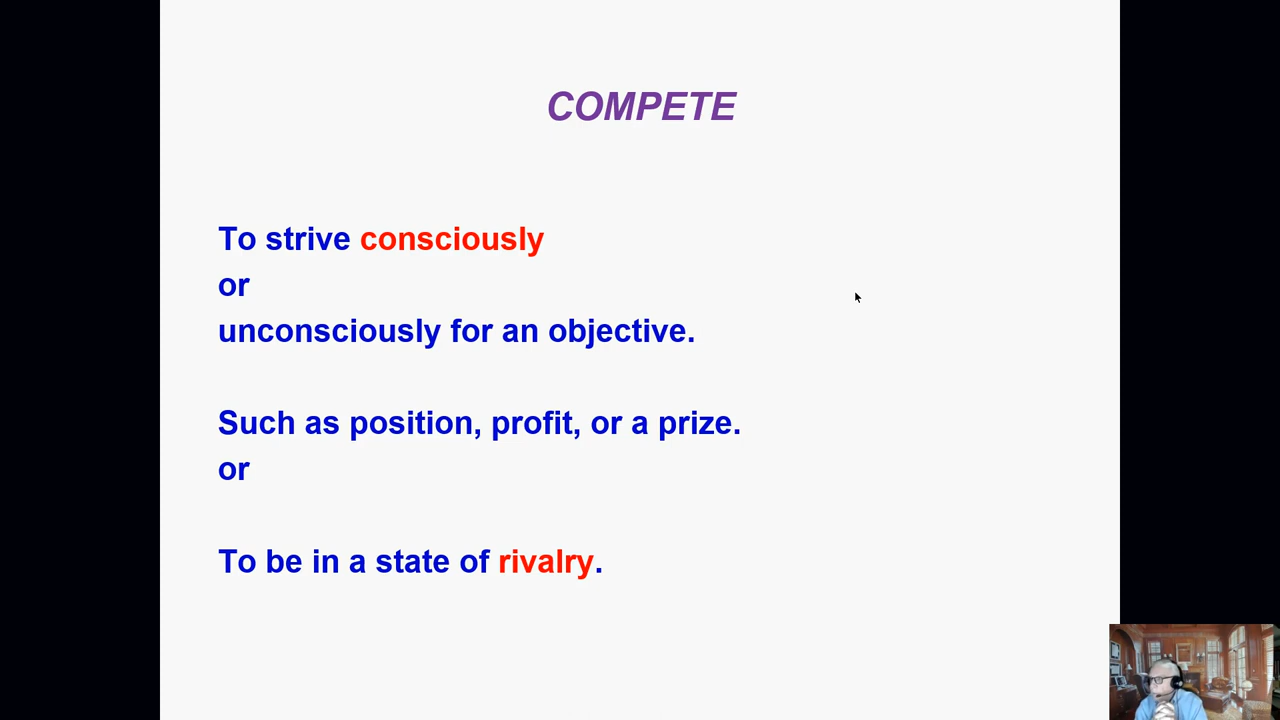 COMPETE
To strive consciously
or
unconsciously for an objective.
Such as position, profit, or a prize.
or
To be in a state of rivalry.